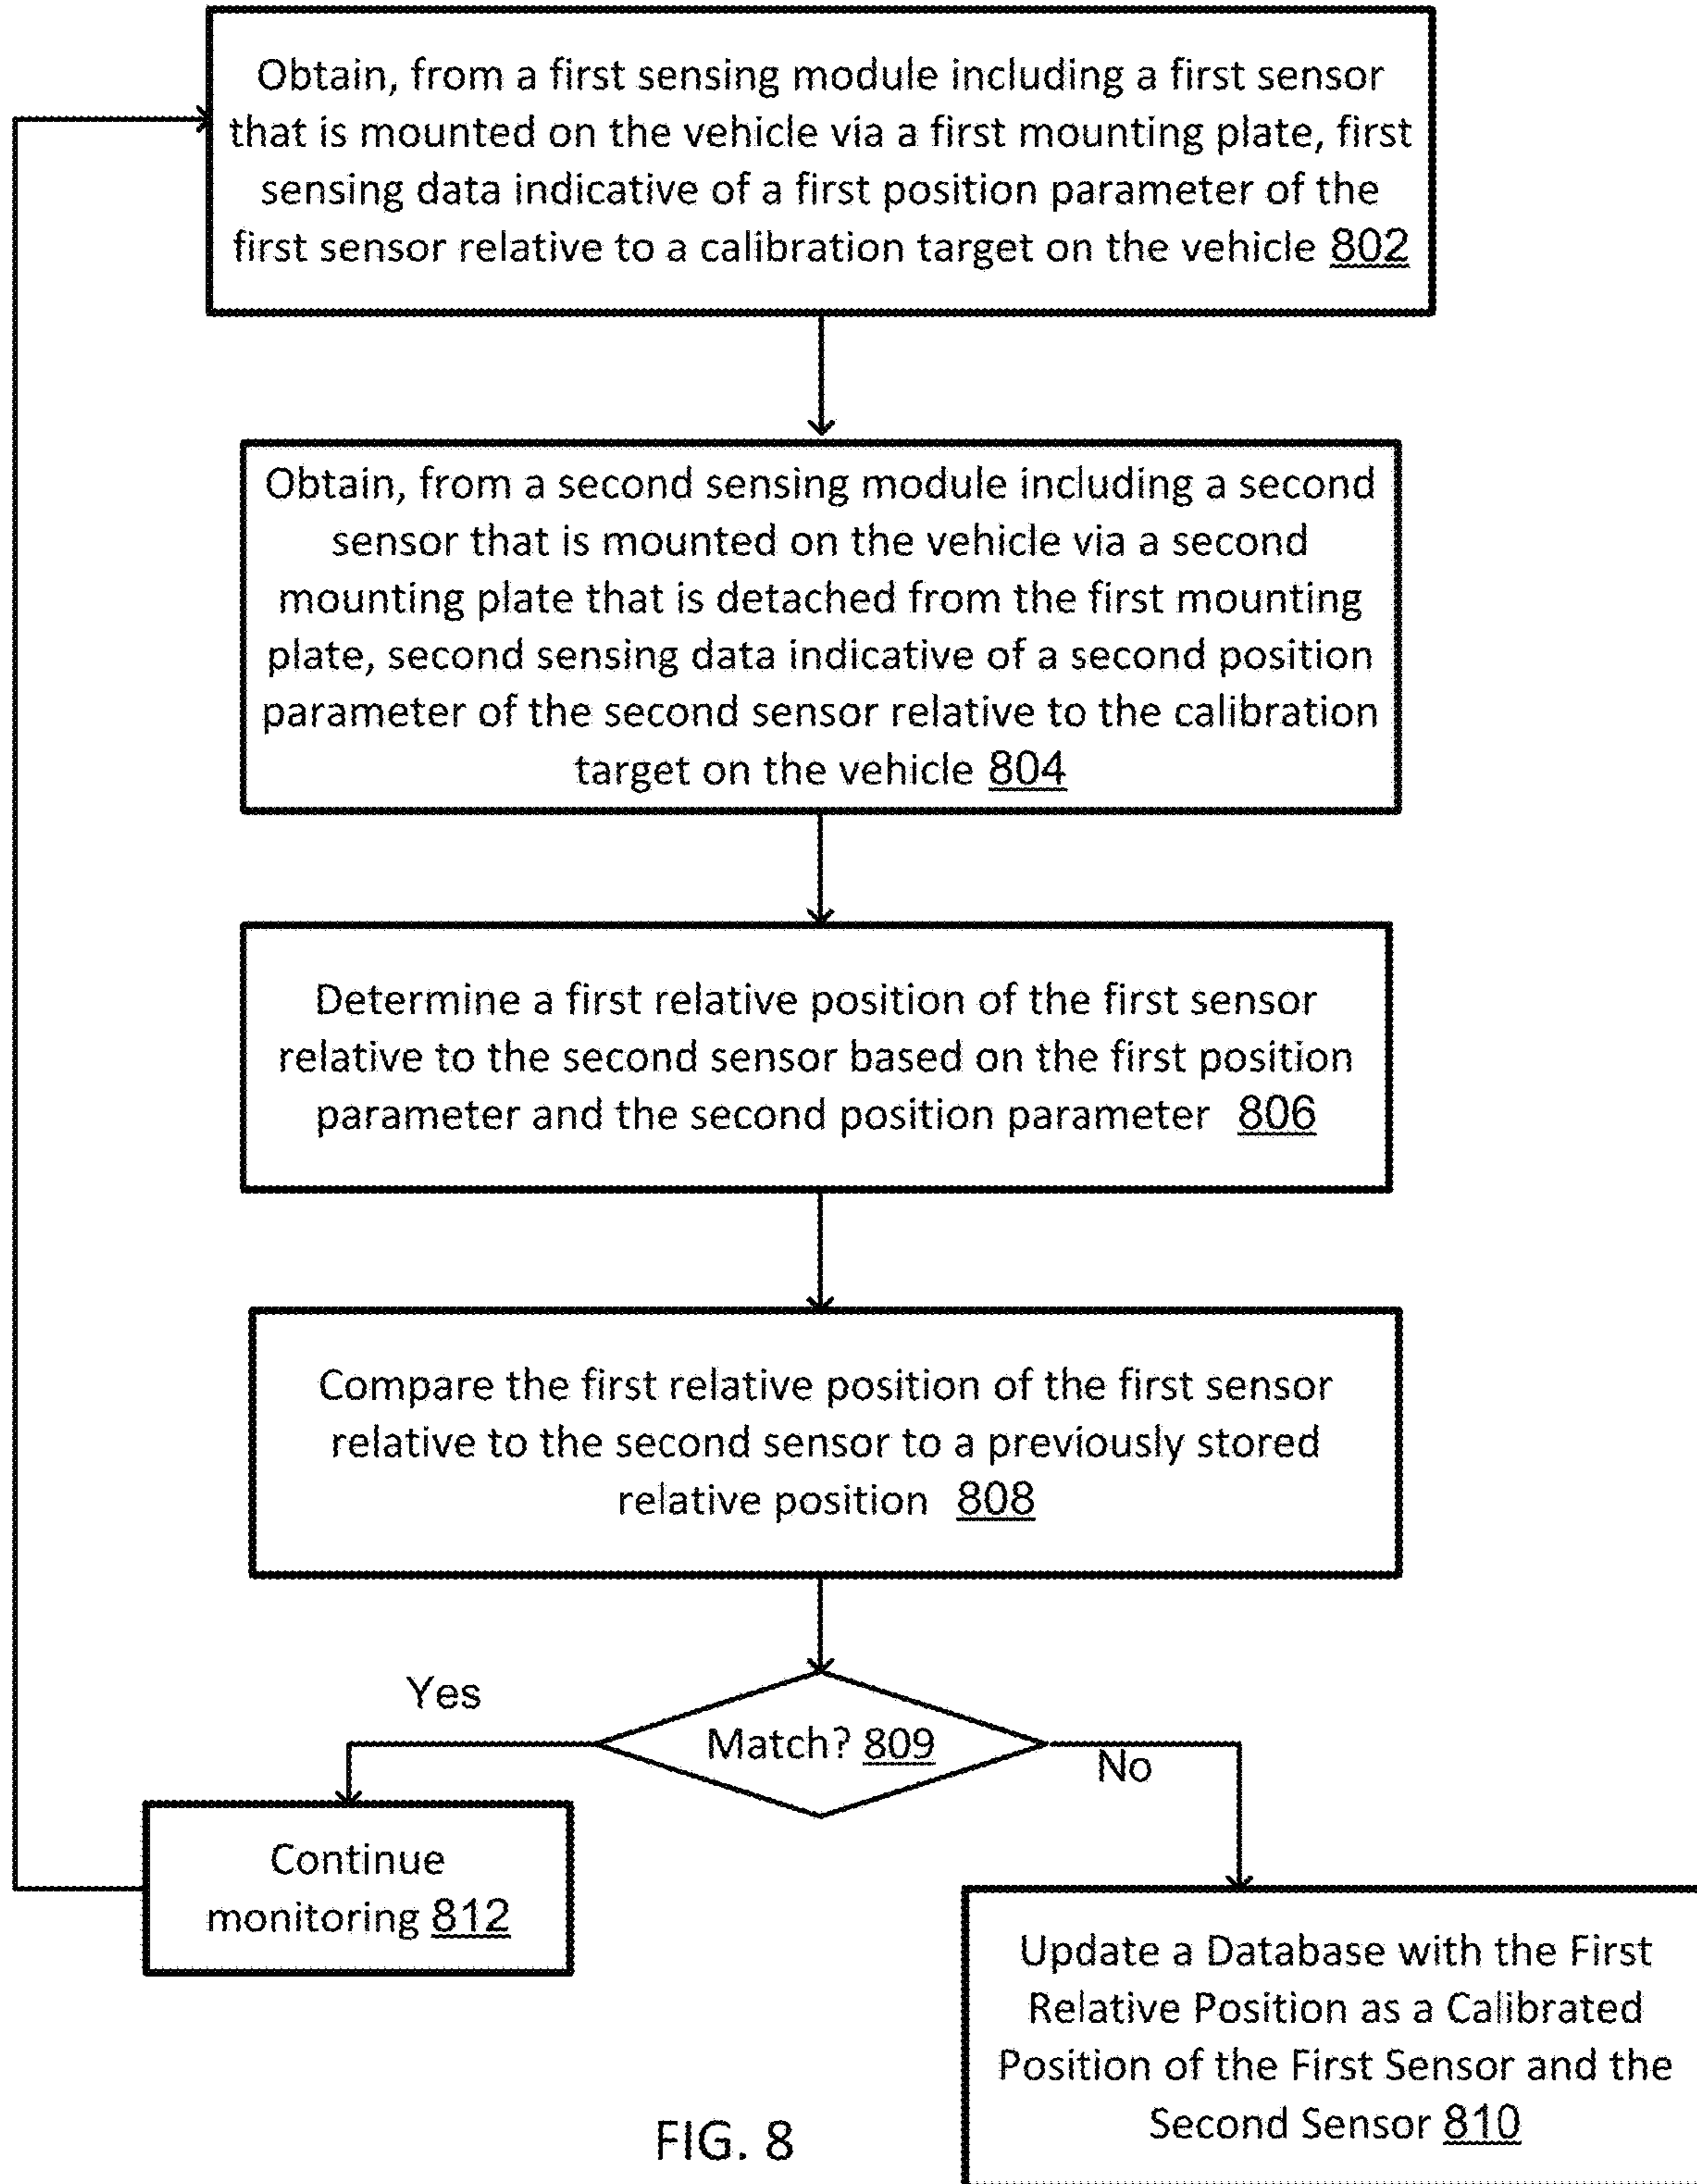 Obtain, from a first sensing module including a first sensor
that is mounted on the vehicle via a first mounting plate, first
sensing data indicative of a first position parameter of the
first sensor relative to a calibration target on the vehicle 802
Obtain, from a second sensing module including a second
sensor that is mounted on the vehicle via a second
mounting plate that is detached from the first mounting
plate, second sensing data indicative of a second position
parameter of the second sensor relative to the calibration
target on the vehicle 804
Determine a first relative position of the first sensor
relative to the second sensor based on the first position
parameter and the second position parameter 806
Compare the first relative position of the first sensor
relative to the second sensor to a previously stored
relative position 808
Yes
Match? 809
No
Continue
monitoring 812
Update a Database with the First
Relative Position as a Calibrated
Position of the First Sensor and the
Second Sensor 810
FIG. 8